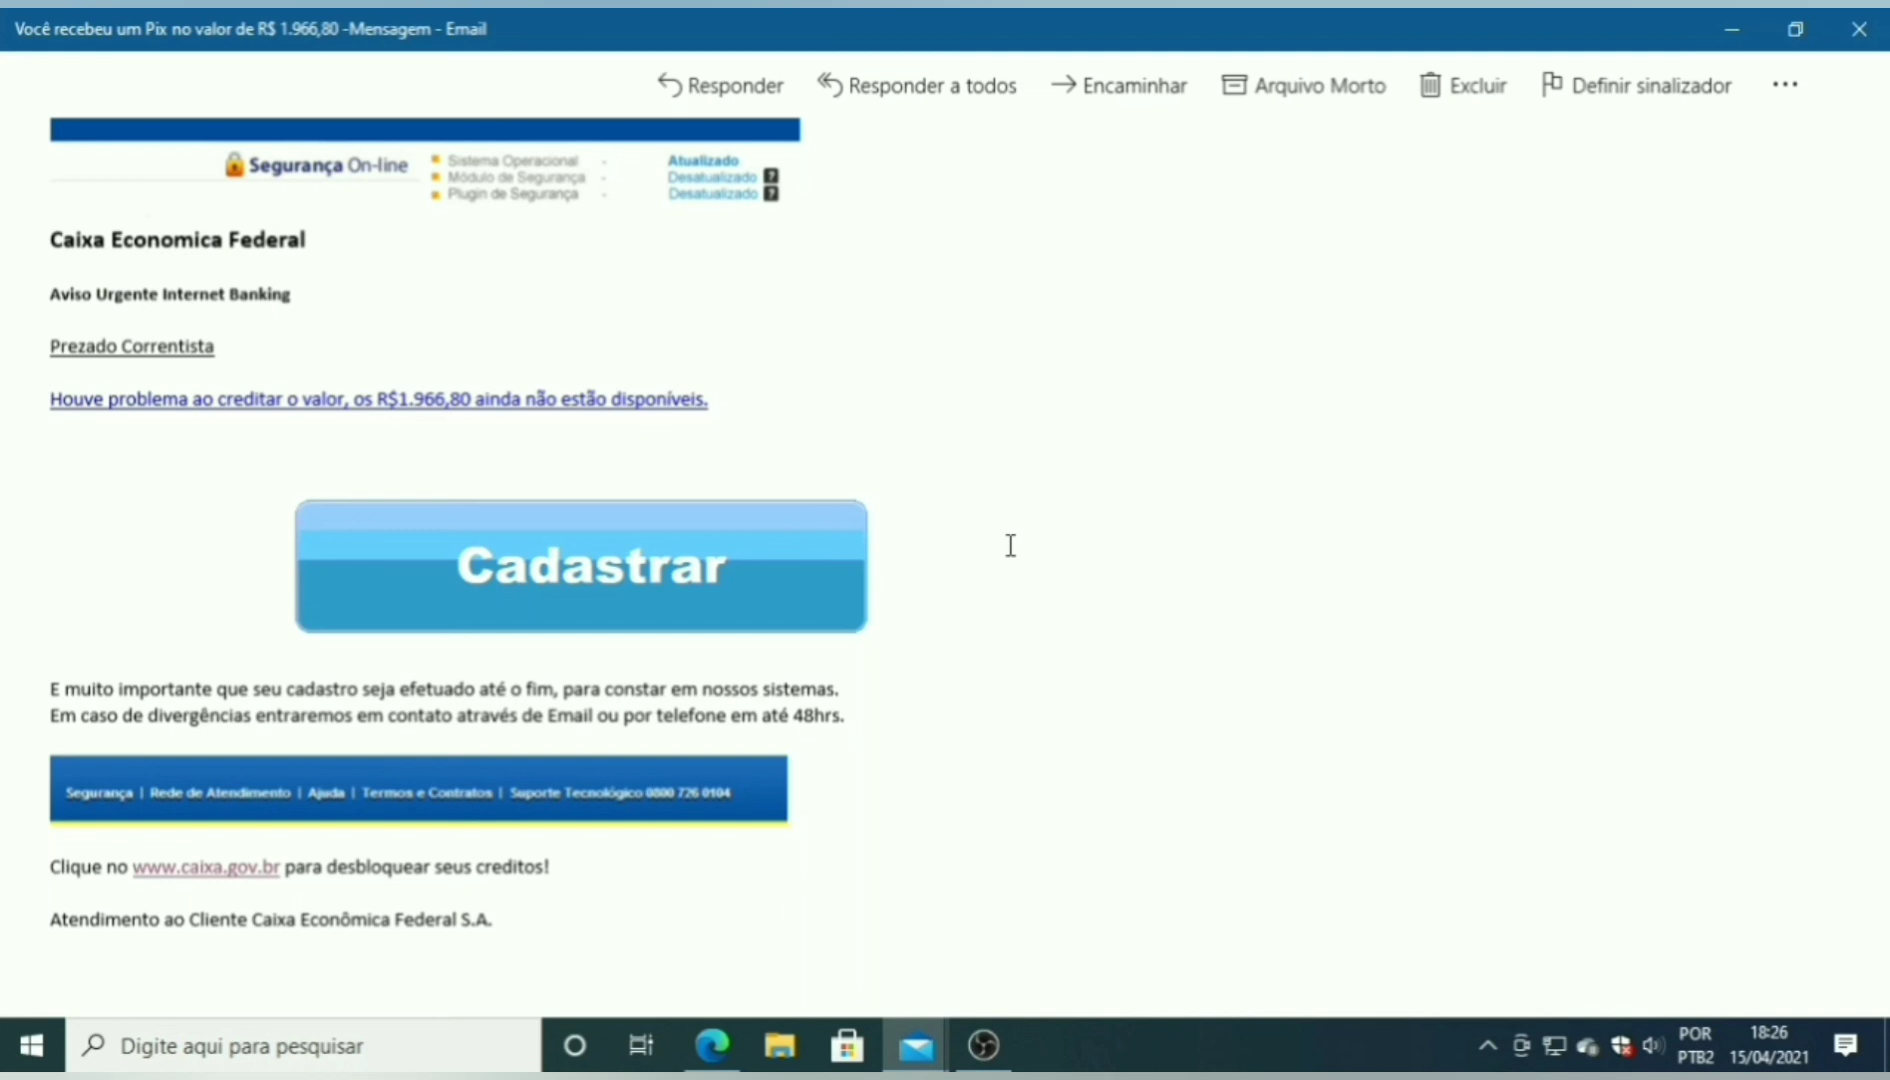 Você recebeu um Pix no valor de R$ 1.966,80 -Mensagem - Email
Responder
Responder a todos
Encaminhar
Arquivo Morto
Excluir
Definir sinalizador
Segurança On-line
Sistema Operacional - Atualizado
Módulo de Segurança - Desatualizado ?
Plugin de Segurança - Desatualizado ?
Caixa Economica Federal
Aviso Urgente Internet Banking
Prezado Correntista
Houve problema ao creditar o valor, os R$1.966,80 ainda não estão disponíveis.
Cadastrar
E muito importante que seu cadastro seja efetuado até o fim, para constar em nossos sistemas.
Em caso de divergências entraremos em contato através de Email ou por telefone em até 48hrs.
Segurança | Rede de Atendimento | Ajuda | Termos e Contratos | Suporte Tecnológico 0800 726 0104
Clique no www.caixa.gov.br para desbloquear seus creditos!
Atendimento ao Cliente Caixa Econômica Federal S.A.
Digite aqui para pesquisar
POR
PTB2
18:26
15/04/2021